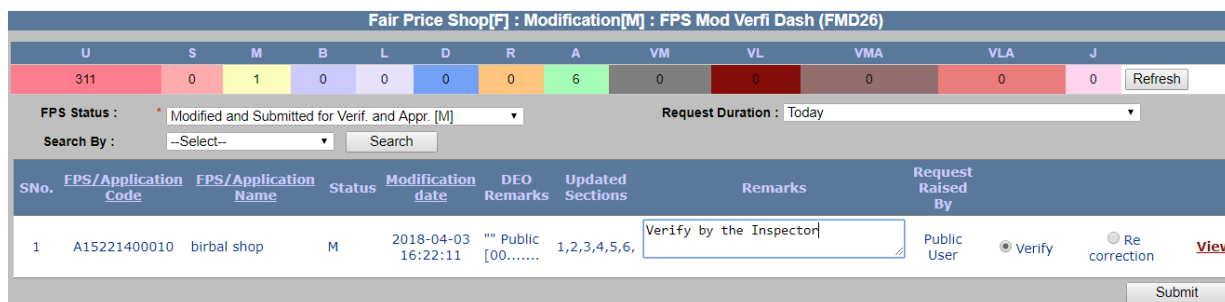 Fair Price Shop[F] : Modification[M] : FPS Mod Verfi Dash (FMD26)
U S M B L D R A VM VL VMA VLA J
311 0 1 0 0 0 0 6 0 0 0 0 0 Refresh
FPS Status : * Modified and Submitted for Verif. and Appr. [M] Request Duration : Today
Search By : --Select-- Search
SNo. FPS/Application Code FPS/Application Name Status Modification date DEO Remarks Updated Sections Remarks Request Raised By
1 A15221400010 birbal shop M 2018-04-03 16:22:11 "" Public [00....... 1,2,3,4,5,6, Verify by the Inspector Public User Verify Re correction View
Submit